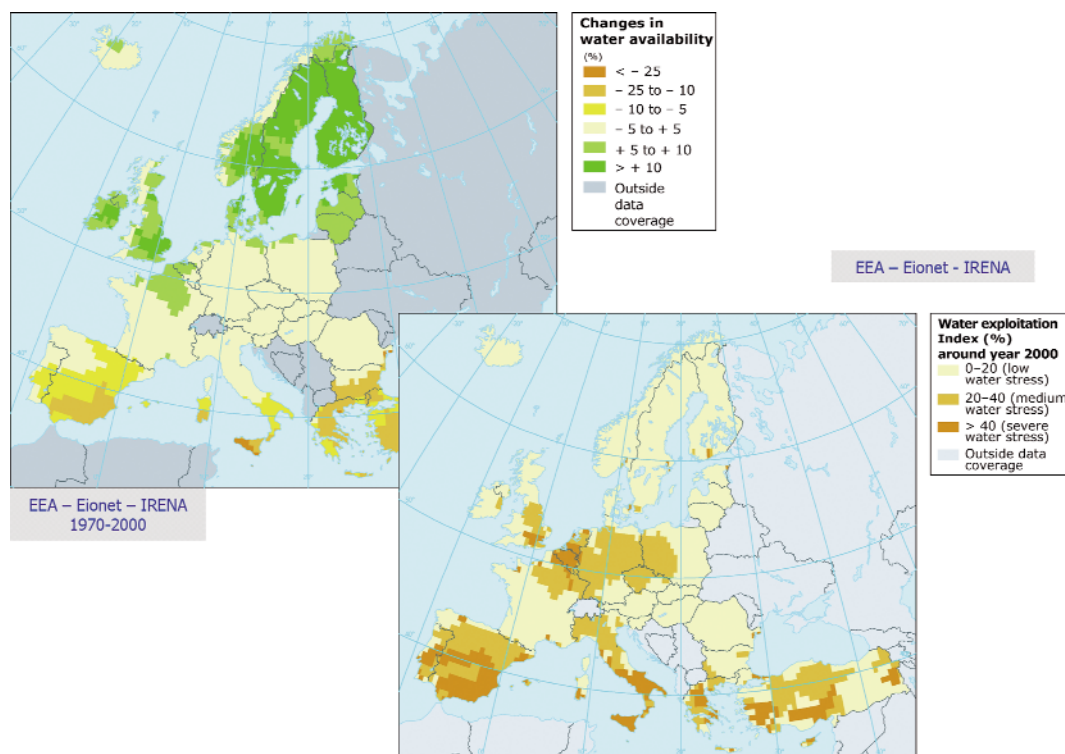 Changes in
water availability
(%)
< – 25
– 25 to – 10
– 10 to – 5
– 5 to + 5
+ 5 to + 10
> + 10
Outside
data
coverage
EEA – Eionet - IRENA
EEA – Eionet – IRENA
1970-2000
Water exploitation
Index (%)
around year 2000
0–20 (low
water stress)
20–40 (medium
water stress)
> 40 (severe
water stress)
Outside data
coverage